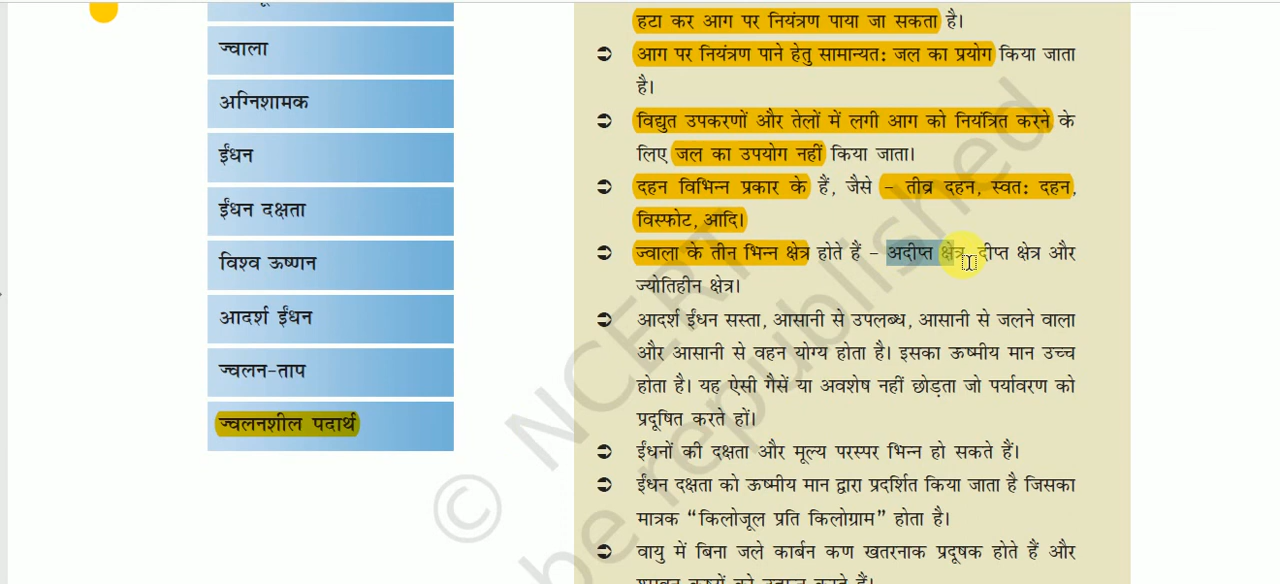 ज्वाला
अग्निशामक
ईंधन
ईंधन दक्षता
विश्व ऊष्णन
आदर्श ईंधन
ज्वलन-ताप
ज्वलनशील पदार्थ
हटा कर आग पर नियंत्रण पाया जा सकता है।
➲ आग पर नियंत्रण पाने हेतु सामान्यत: जल का प्रयोग किया जाता
है।
➲ विद्युत उपकरणों और तेलों में लगी आग को नियंत्रित करने के
लिए जल का उपयोग नहीं किया जाता।
➲ दहन विभिन्न प्रकार के हैं, जैसे – तीव्र दहन, स्वत: दहन,
विस्फोट, आदि।
➲ ज्वाला के तीन भिन्न क्षेत्र होते हैं – अदीप्त क्षेत्र, दीप्त क्षेत्र और
ज्योतिहीन क्षेत्र।
➲ आदर्श ईंधन सस्ता, आसानी से उपलब्ध, आसानी से जलने वाला
और आसानी से वहन योग्य होता है। इसका ऊष्मीय मान उच्च
होता है। यह ऐसी गैसें या अवशेष नहीं छोड़ता जो पर्यावरण को
प्रदूषित करते हों।
➲ ईंधनों की दक्षता और मूल्य परस्पर भिन्न हो सकते हैं।
➲ ईंधन दक्षता को ऊष्मीय मान द्वारा प्रदर्शित किया जाता है जिसका
मात्रक “किलोजूल प्रति किलोग्राम” होता है।
➲ वायु में बिना जले कार्बन कण खतरनाक प्रदूषक होते हैं और
© NCERT
be republished